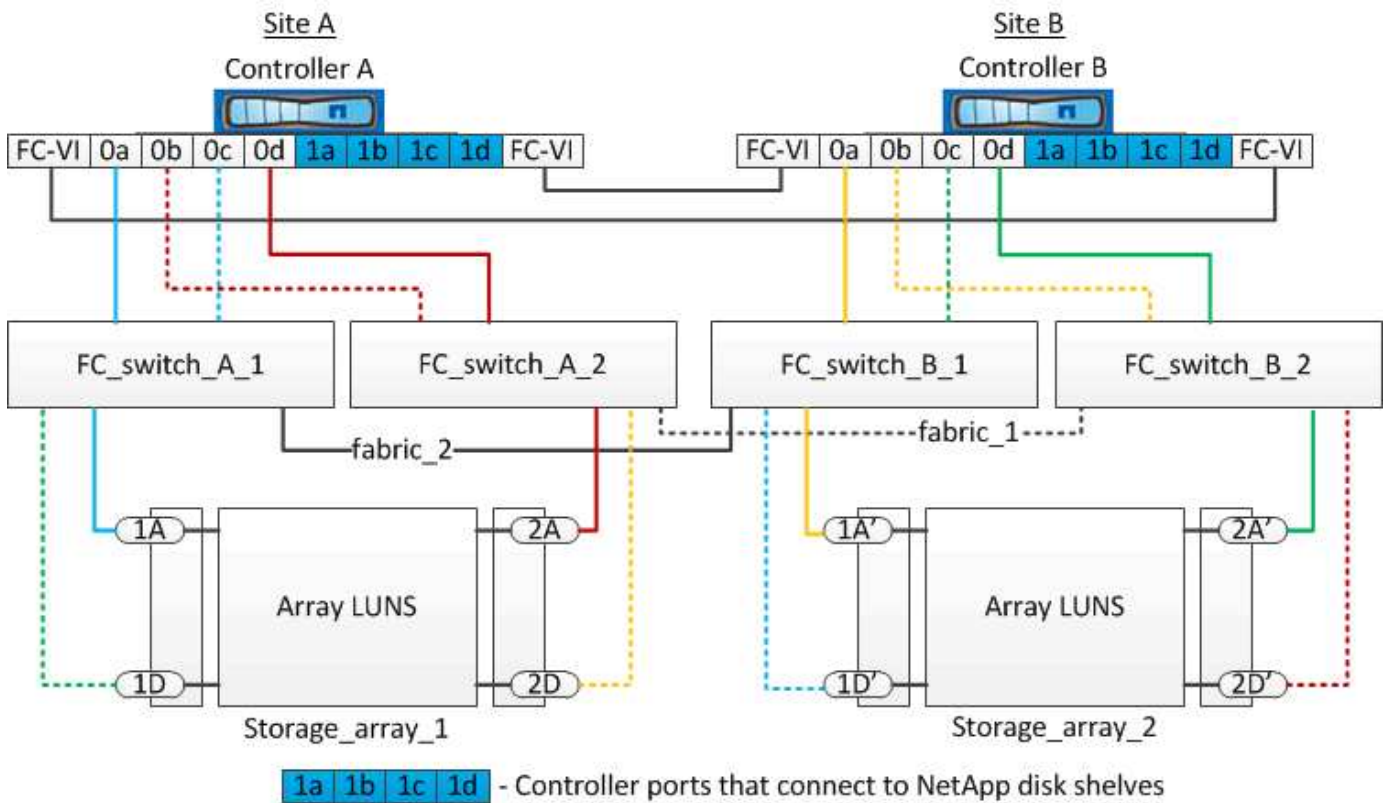 Site A Site B
Controller A Controller B
FC-VI 0a 0b 0c 0d 1a 1b 1c 1d FC-VI FC-VI 0a 0b 0c 0d 1a 1b 1c 1d FC-VI
FC_switch_A_1 FC_switch_A_2 FC_switch_B_1 FC_switch_B_2
fabric_1
fabric_2
1A 2A 1A’ 2A’
Array LUNS Array LUNS
1D 2D 1D’ 2D’
Storage_array_1 Storage_array_2
1a 1b 1c 1d - Controller ports that connect to NetApp disk shelves